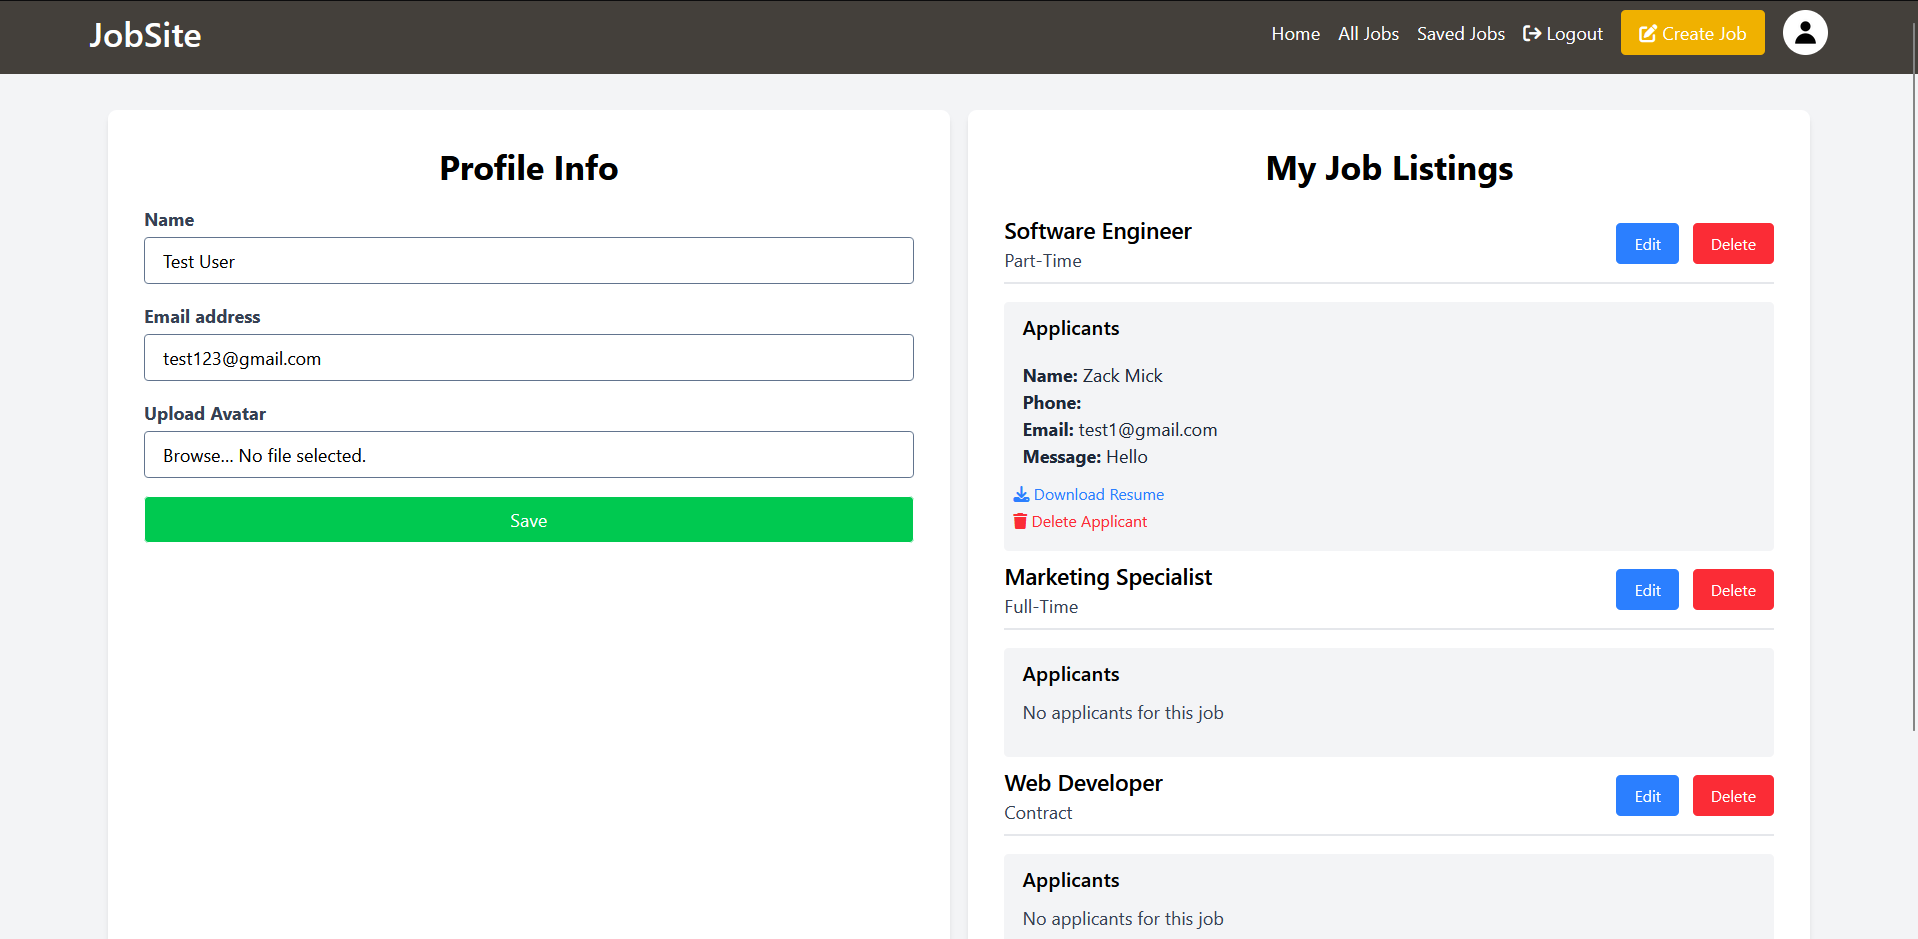 JobSite
Home All Jobs Saved Jobs Logout Create Job
Profile Info
Name
Test User
Email address
test123@gmail.com
Upload Avatar
Browse... No file selected.
Save
My Job Listings
Software Engineer
Part-Time
Edit Delete
Applicants
Name: Zack Mick
Phone:
Email: test1@gmail.com
Message: Hello
Download Resume
Delete Applicant
Marketing Specialist
Full-Time
Edit Delete
Applicants
No applicants for this job
Web Developer
Contract
Edit Delete
Applicants
No applicants for this job